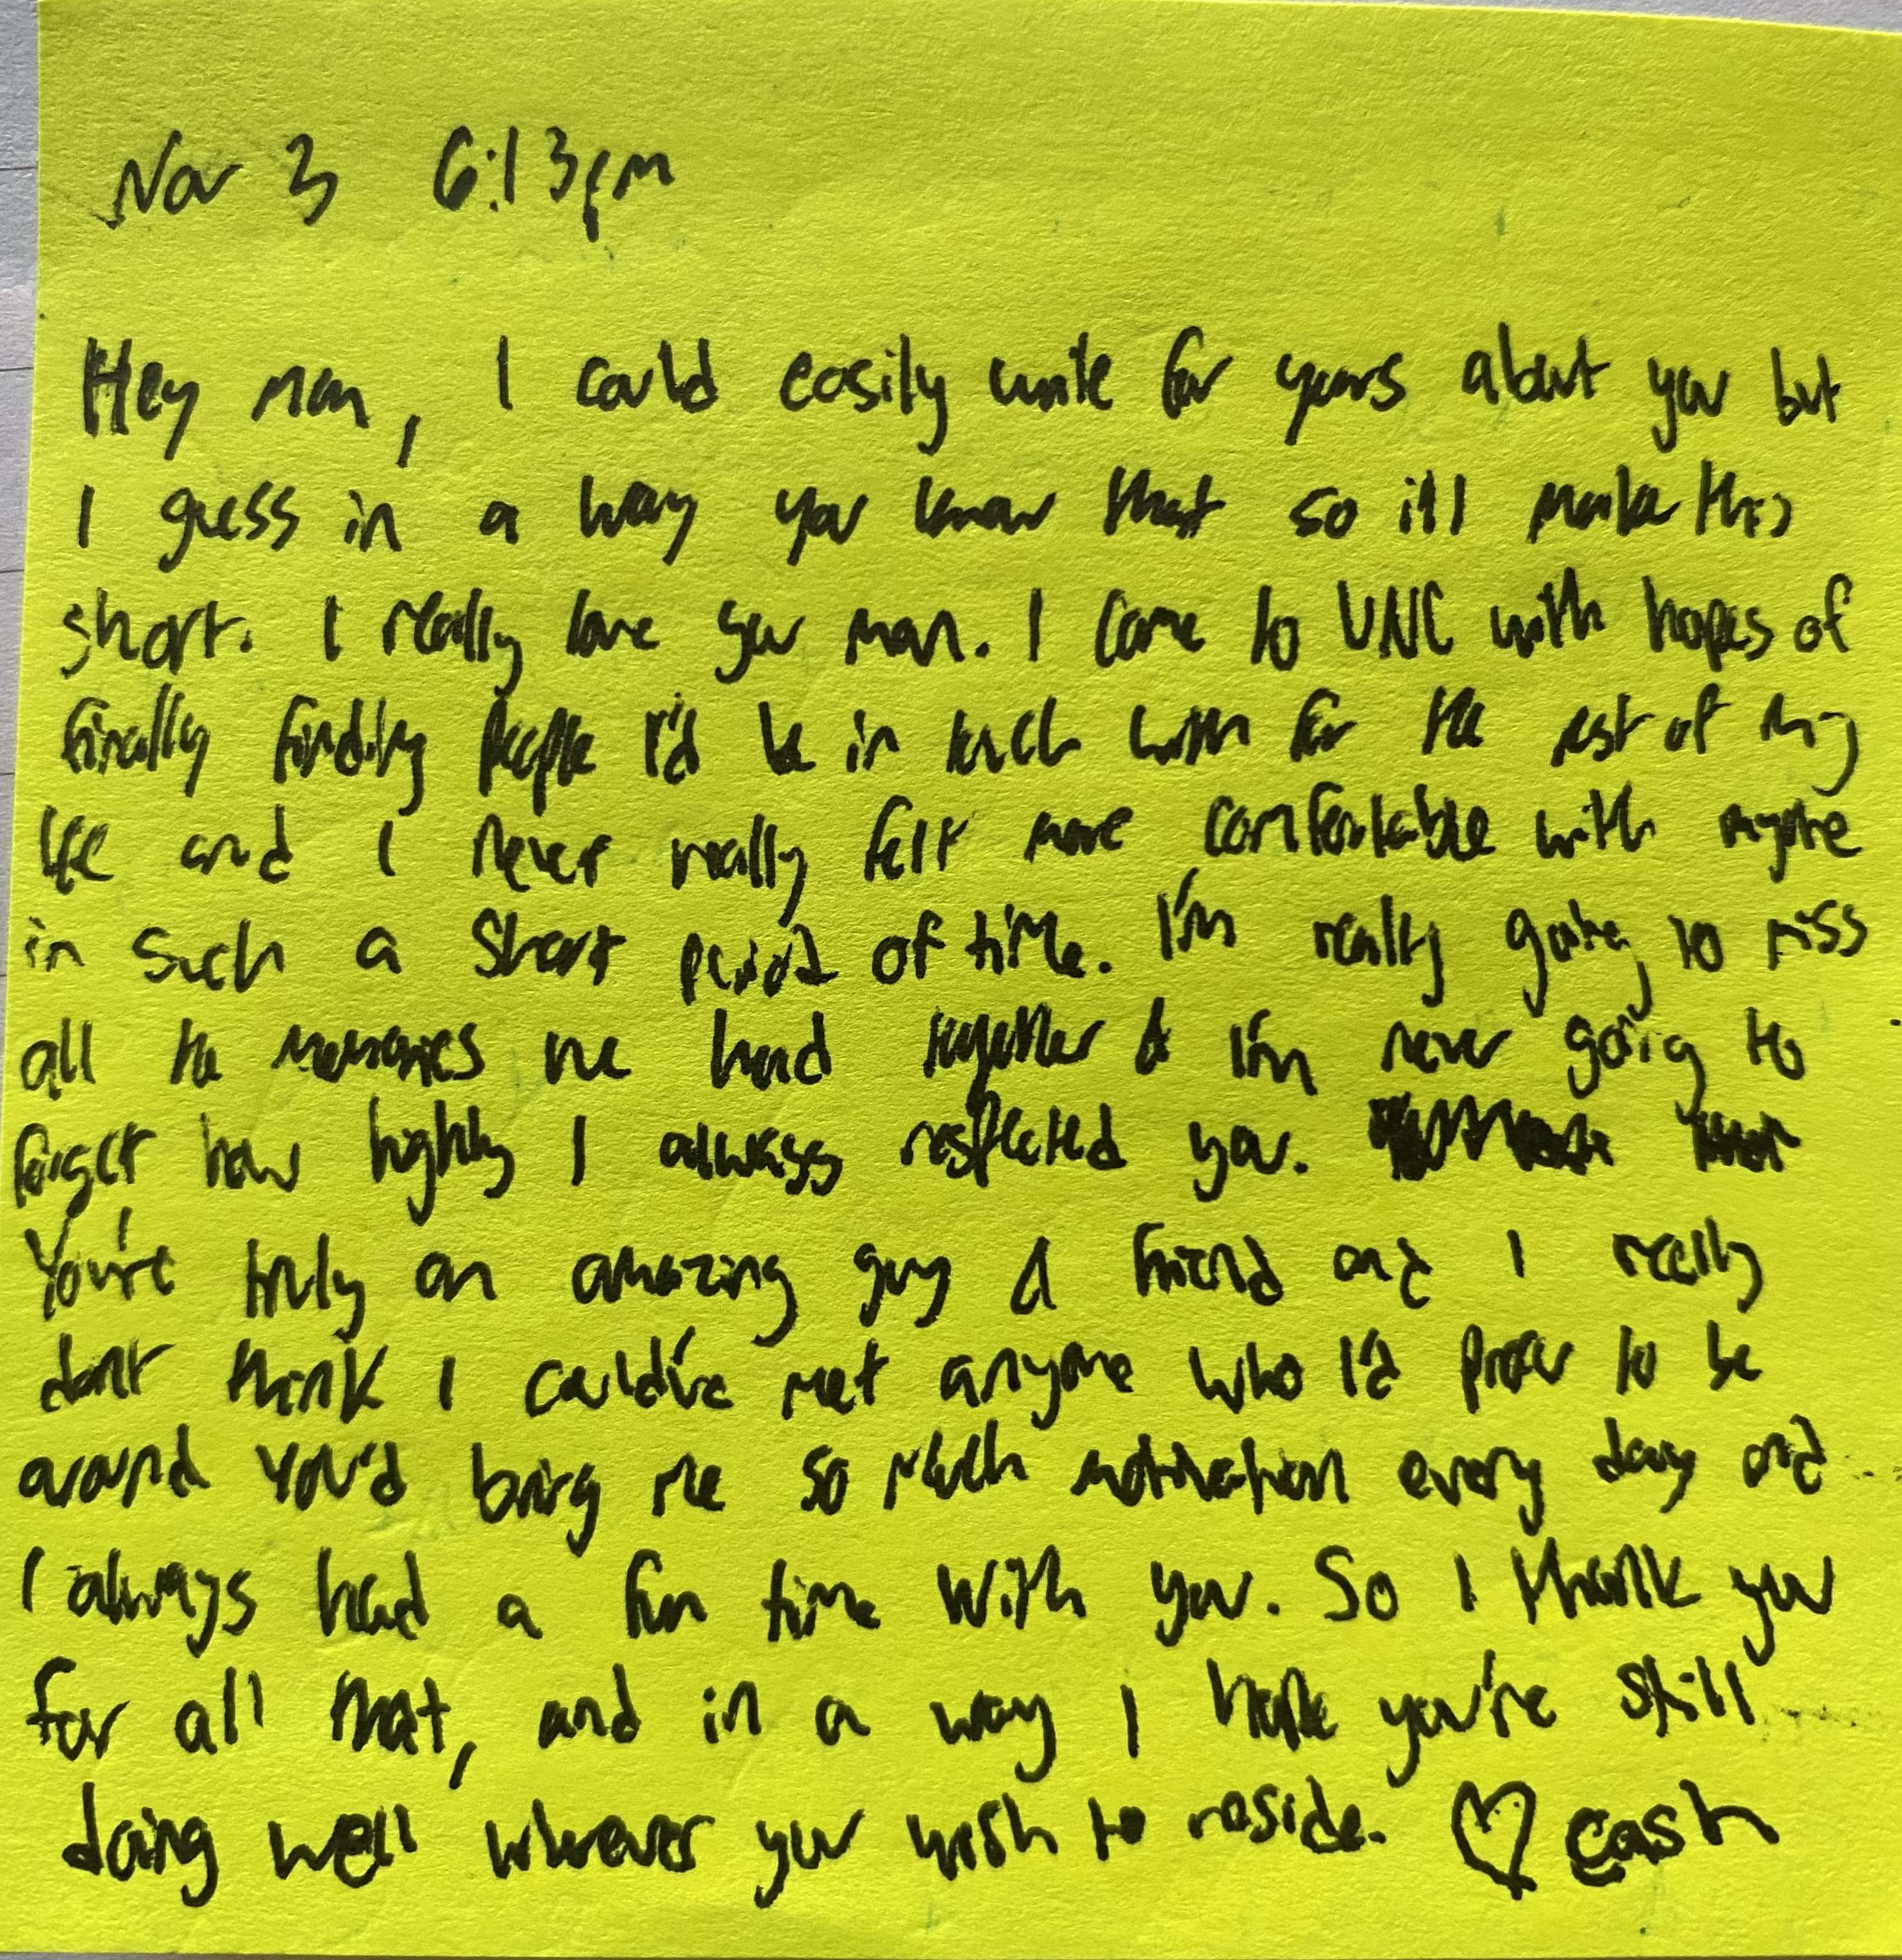 Nov 3 6:13pm
Hey man, I could easily write for years about you but
I guess in a way you know that so ill make this
short. I really love you man. I came to UNC with hopes of
finally finding people I'd be in touch with for the rest of my
life and I never really felt more comfortable with anyone
in such a short period of time. I'm really going to miss
all the memories we had together & I'm never going to
forget how highly I always respected you.
You're truly an amazing guy & friend and I really
dont think I could've met anyone who I'd prefer to be
around you'd bring me so much motivation every day and
I always had a fun time with you. So I thank you
for all that, and in a way I hope you're still
doing well wherever you wish to reside. ♡ cash